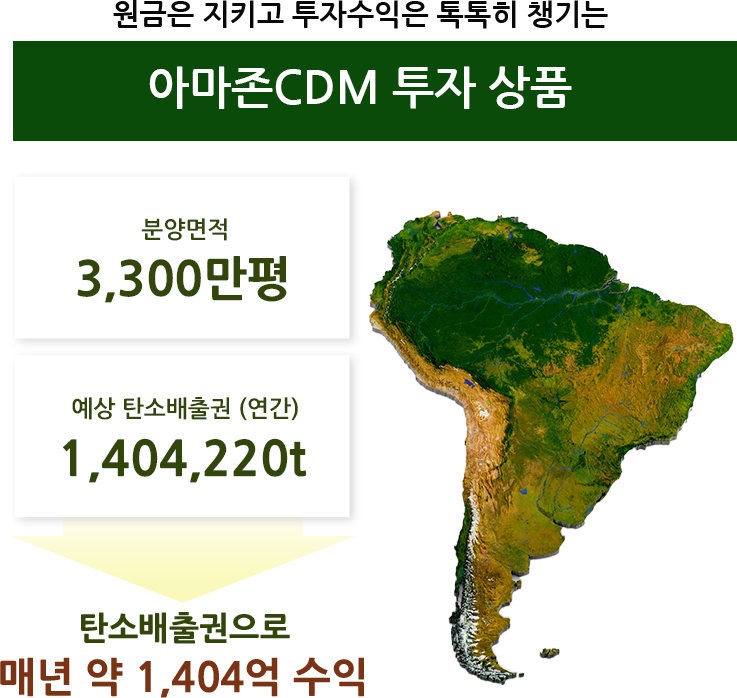 원금은 지키고 투자수익은 톡톡히 챙기는
아마존CDM 투자 상품
분양면적
3,300만평
예상 탄소배출권 (연간)
1,404,220t
탄소배출권으로
매년 약 1,404억 수익